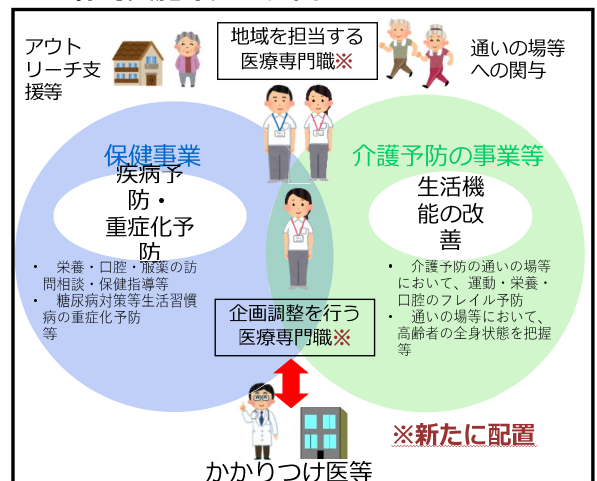 アウト
リーチ支
援等
地域を担当する
医療専門職※
通いの場等
への関与
保健事業
疾病予
防・
重症化予
防
• 栄養・口腔・服薬の訪
問相談・保健指導等
• 糖尿病対策等生活習慣
病の重症化予防
等
介護予防の事業等
生活機
能の改
善
• 介護予防の通いの場等
において、運動・栄養・
口腔のフレイル予防
• 通いの場等において、
高齢者の全身状態を把握
等
企画調整を行う
医療専門職※
※新たに配置
かかりつけ医等